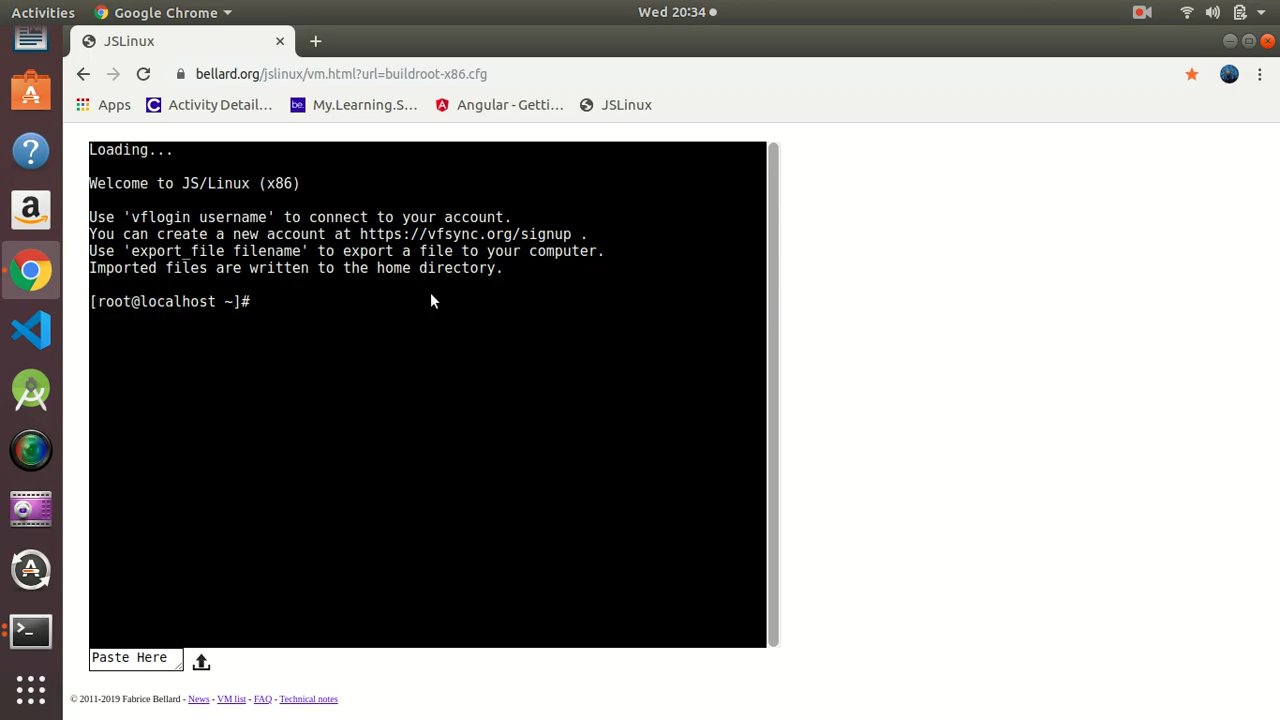 Activities Google Chrome Wed 20:34
JSLinux
bellard.org/jslinux/vm.html?url=buildroot-x86.cfg
Apps Activity Detail... My.Learning.S... Angular - Getti... JSLinux
Loading...
Welcome to JS/Linux (x86)
Use 'vflogin username' to connect to your account.
You can create a new account at https://vfsync.org/signup .
Use 'export_file filename' to export a file to your computer.
Imported files are written to the home directory.
[root@localhost ~]#
Paste Here
© 2011-2019 Fabrice Bellard - News - VM list - FAQ - Technical notes